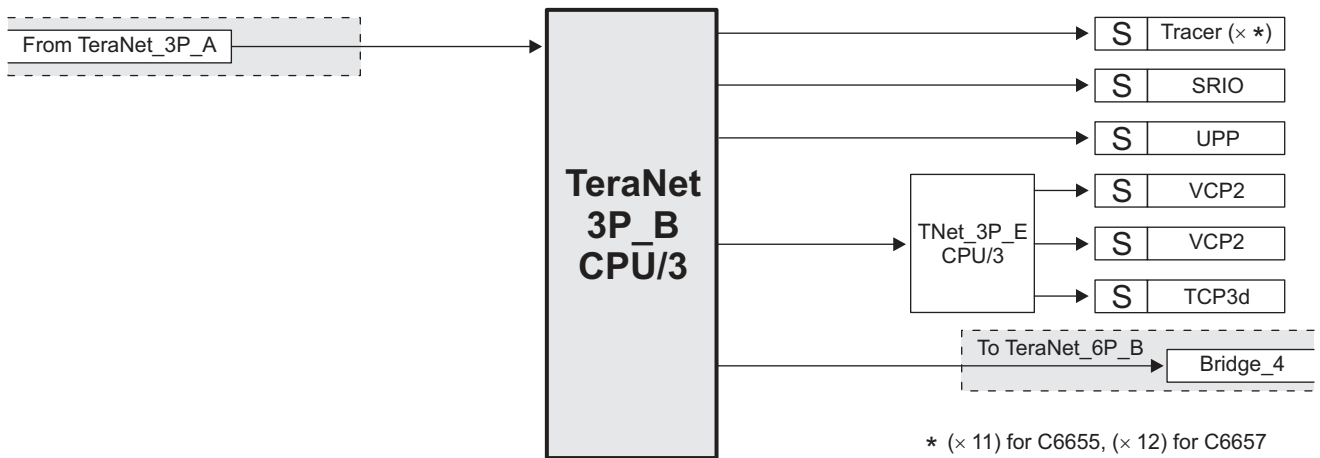 From TeraNet_3P_A
TeraNet
3P_B
CPU/3
S Tracer (× *)
S SRIO
S UPP
TNet_3P_E
CPU/3
S VCP2
S VCP2
S TCP3d
To TeraNet_6P_B
Bridge_4
* (× 11) for C6655, (× 12) for C6657